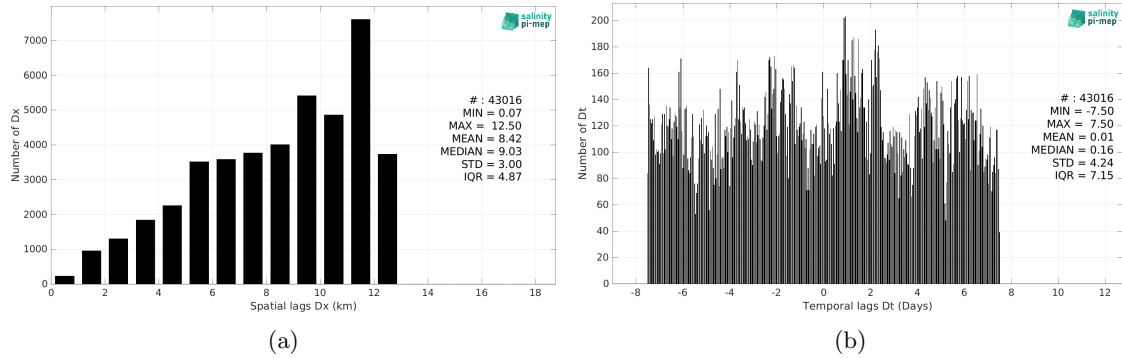 salinity
pi-mep
Number of Dx
7000
6000
5000
4000
3000
2000
1000
0
# : 43016
MIN = 0.07
MAX = 12.50
MEAN = 8.42
MEDIAN = 9.03
STD = 3.00
IQR = 4.87
0 2 4 6 8 10 12 14 16 18
Spatial lags Dx (km)
(a)
salinity
pi-mep
Number of Dt
200
180
160
140
120
100
80
60
40
20
0
# : 43016
MIN = -7.50
MAX = 7.50
MEAN = 0.01
MEDIAN = 0.16
STD = 4.24
IQR = 7.15
-8 -6 -4 -2 0 2 4 6 8 10 12
Temporal lags Dt (Days)
(b)